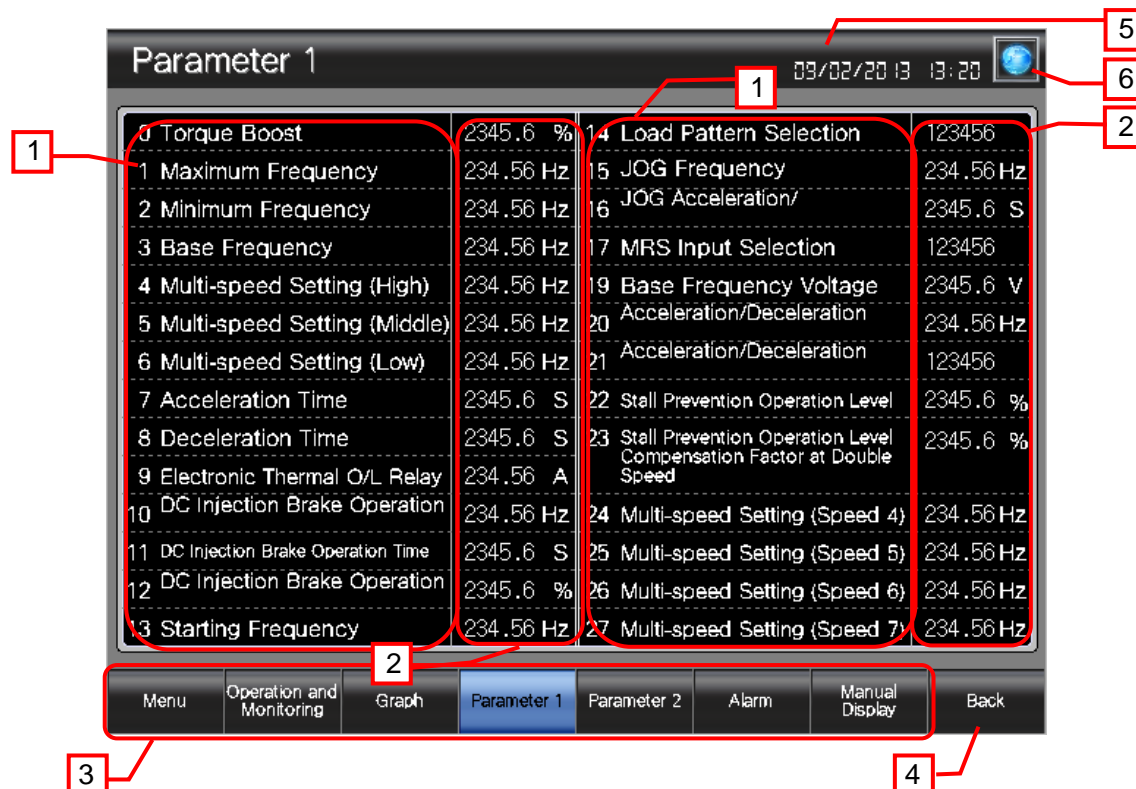 Parameter 1
09/02/2013 13:20
5
6
1
1
2
0 Torque Boost 2345.6 %
1 Maximum Frequency 234.56 Hz
2 Minimum Frequency 234.56 Hz
3 Base Frequency 234.56 Hz
4 Multi-speed Setting (High) 234.56 Hz
5 Multi-speed Setting (Middle) 234.56 Hz
6 Multi-speed Setting (Low) 234.56 Hz
7 Acceleration Time 2345.6 S
8 Deceleration Time 2345.6 S
9 Electronic Thermal O/L Relay 234.56 A
10 DC Injection Brake Operation 234.56 Hz
11 DC Injection Brake Operation Time 2345.6 S
12 DC Injection Brake Operation 2345.6 %
13 Starting Frequency 234.56 Hz
14 Load Pattern Selection 123456
15 JOG Frequency 234.56 Hz
16 JOG Acceleration/ 2345.6 S
17 MRS Input Selection 123456
19 Base Frequency Voltage 2345.6 V
20 Acceleration/Deceleration 234.56 Hz
21 Acceleration/Deceleration 123456
22 Stall Prevention Operation Level 2345.6 %
23 Stall Prevention Operation Level 2345.6 %
Compensation Factor at Double
Speed
24 Multi-speed Setting (Speed 4) 234.56 Hz
25 Multi-speed Setting (Speed 5) 234.56 Hz
26 Multi-speed Setting (Speed 6) 234.56 Hz
27 Multi-speed Setting (Speed 7) 234.56 Hz
2
Menu
Operation and
Monitoring
Graph
Parameter 1
Parameter 2
Alarm
Manual
Display
Back
3
4